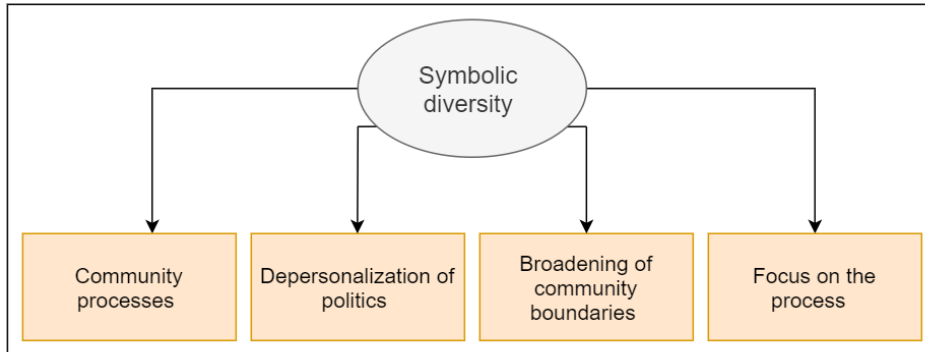 Symbolic
diversity
Community
processes
Depersonalization of
politics
Broadening of
community
boundaries
Focus on the
process